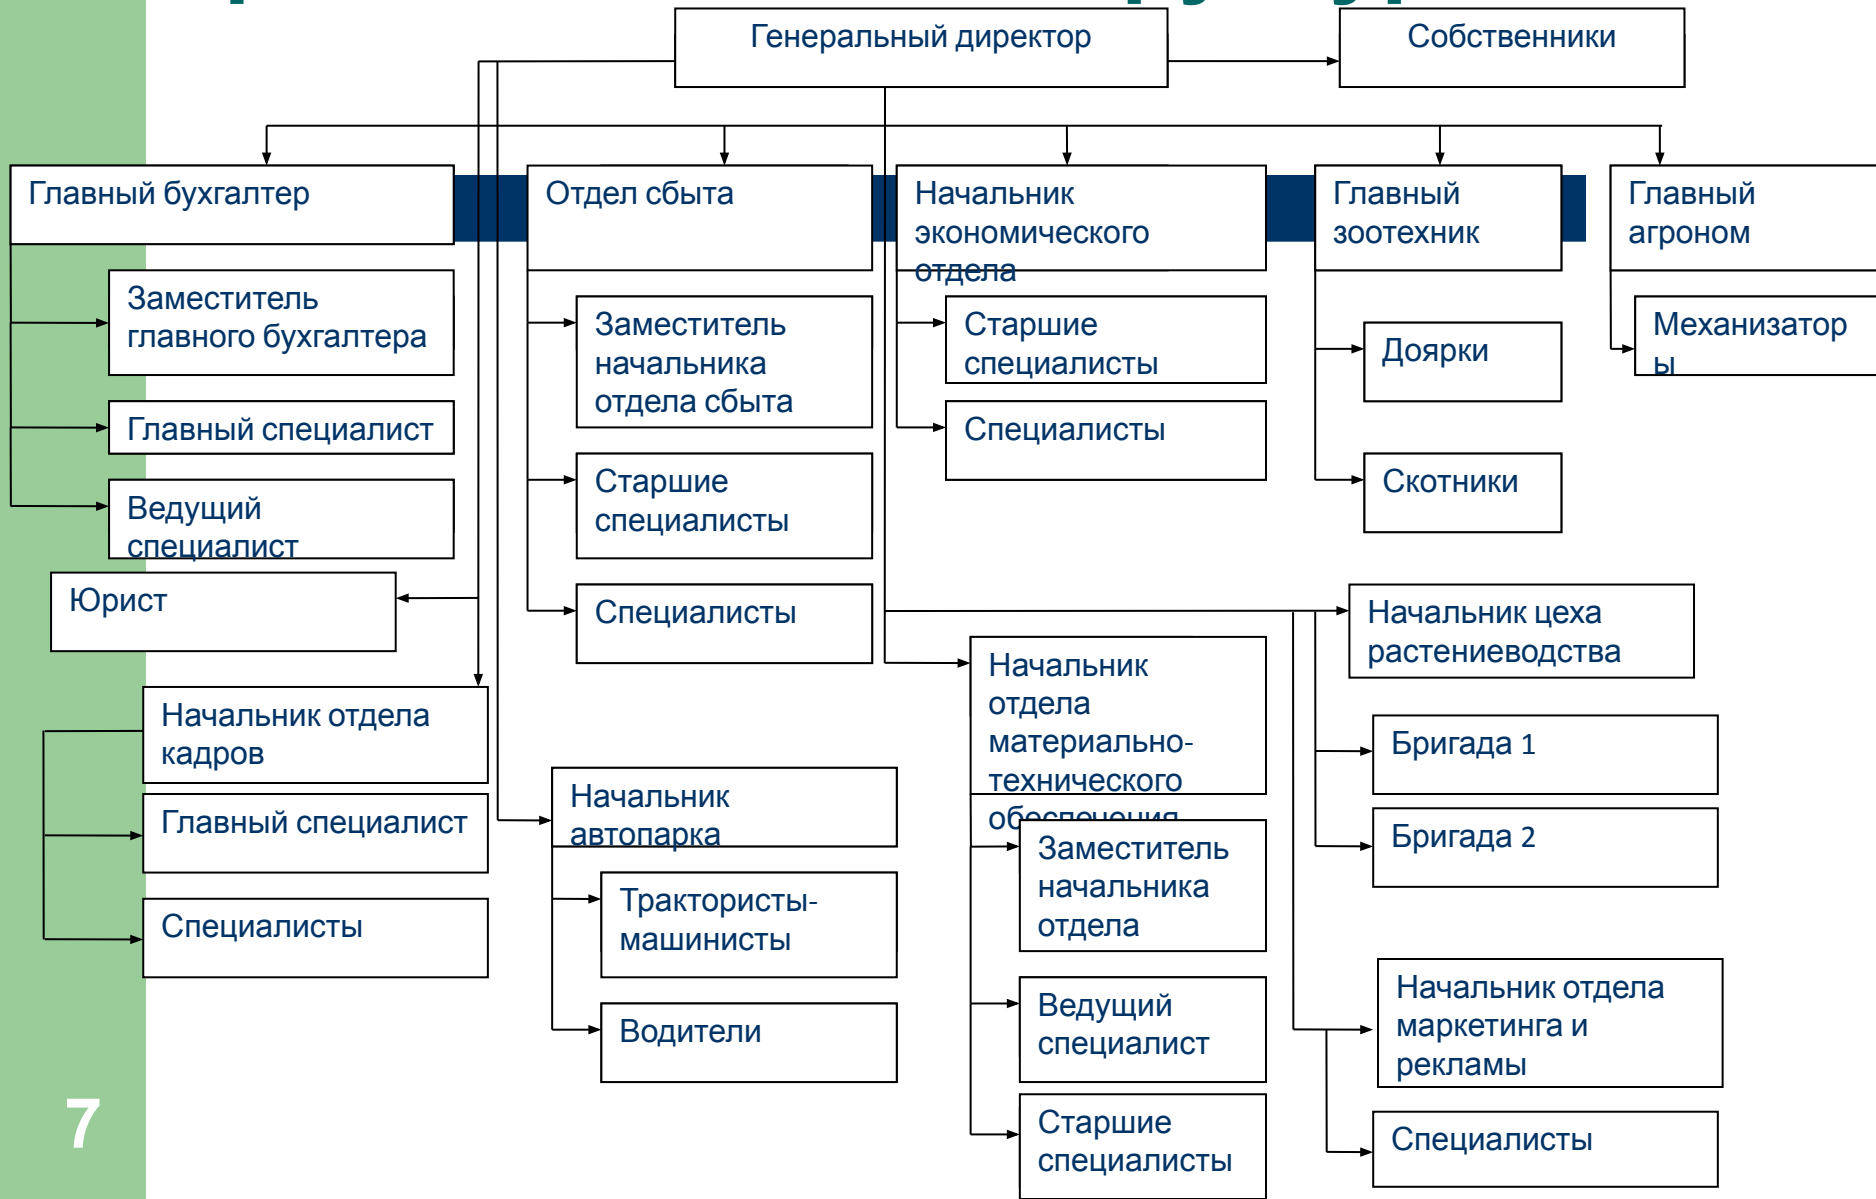 Генеральный директор
Собственники
Главный бухгалтер
Отдел сбыта
Начальник
экономического
отдела
Главный
зоотехник
Главный
агроном
Заместитель
главного бухгалтера
Главный специалист
Ведущий
специалист
Заместитель
начальника
отдела сбыта
Старшие
специалисты
Специалисты
Старшие
специалисты
Специалисты
Доярки
Скотники
Механизатор
ы
Юрист
Начальник отдела
кадров
Главный специалист
Специалисты
Начальник
автопарка
Трактористы-
машинисты
Водители
Начальник
отдела
материально-
технического
обеспечения
Заместитель
начальника
отдела
Ведущий
специалист
Старшие
специалисты
Начальник цеха
растениеводства
Бригада 1
Бригада 2
Начальник отдела
маркетинга и
рекламы
Специалисты
7